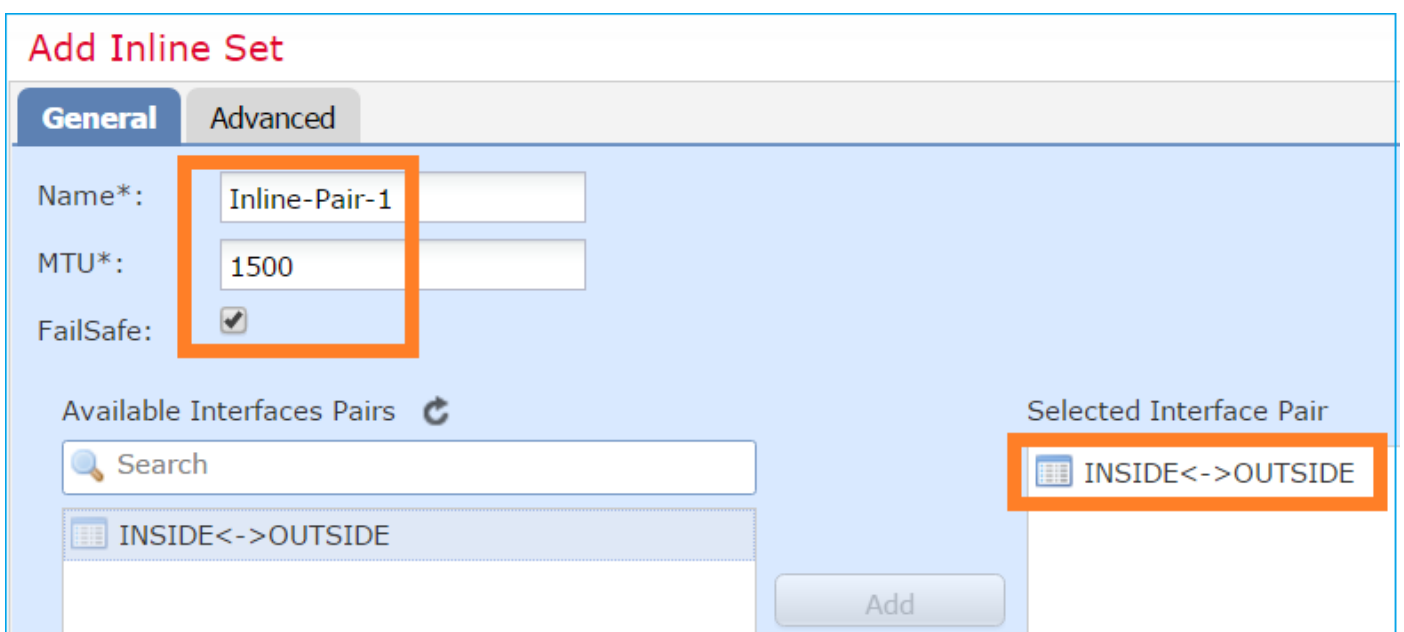 Add Inline Set
General Advanced
Name*: Inline-Pair-1
MTU*: 1500
FailSafe:
Available Interfaces Pairs Selected Interface Pair
Search INSIDE<->OUTSIDE
INSIDE<->OUTSIDE
Add